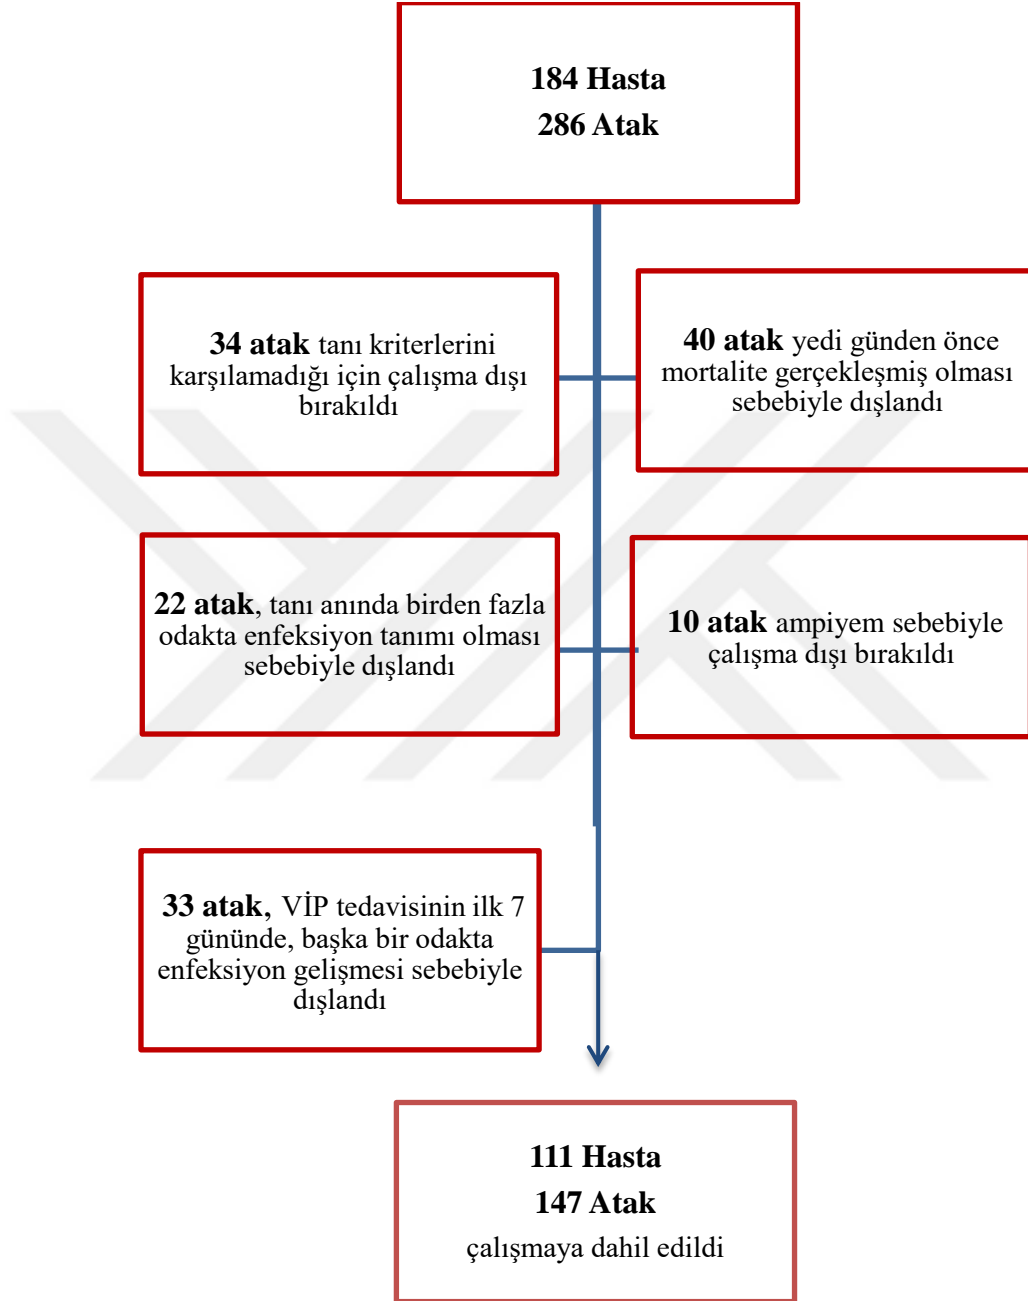 184 Hasta
286 Atak
34 atak tanı kriterlerini
karşılamadığı için çalışma dışı
bırakıldı
40 atak yedi günden önce
mortalite gerçekleşmiş olması
sebebiyle dışlandı
22 atak, tanı anında birden fazla
odakta enfeksiyon tanımı olması
sebebiyle dışlandı
10 atak ampiyem sebebiyle
çalışma dışı bırakıldı
33 atak, VİP tedavisinin ilk 7
gününde, başka bir odakta
enfeksiyon gelişmesi sebebiyle
dışlandı
111 Hasta
147 Atak
çalışmaya dahil edildi